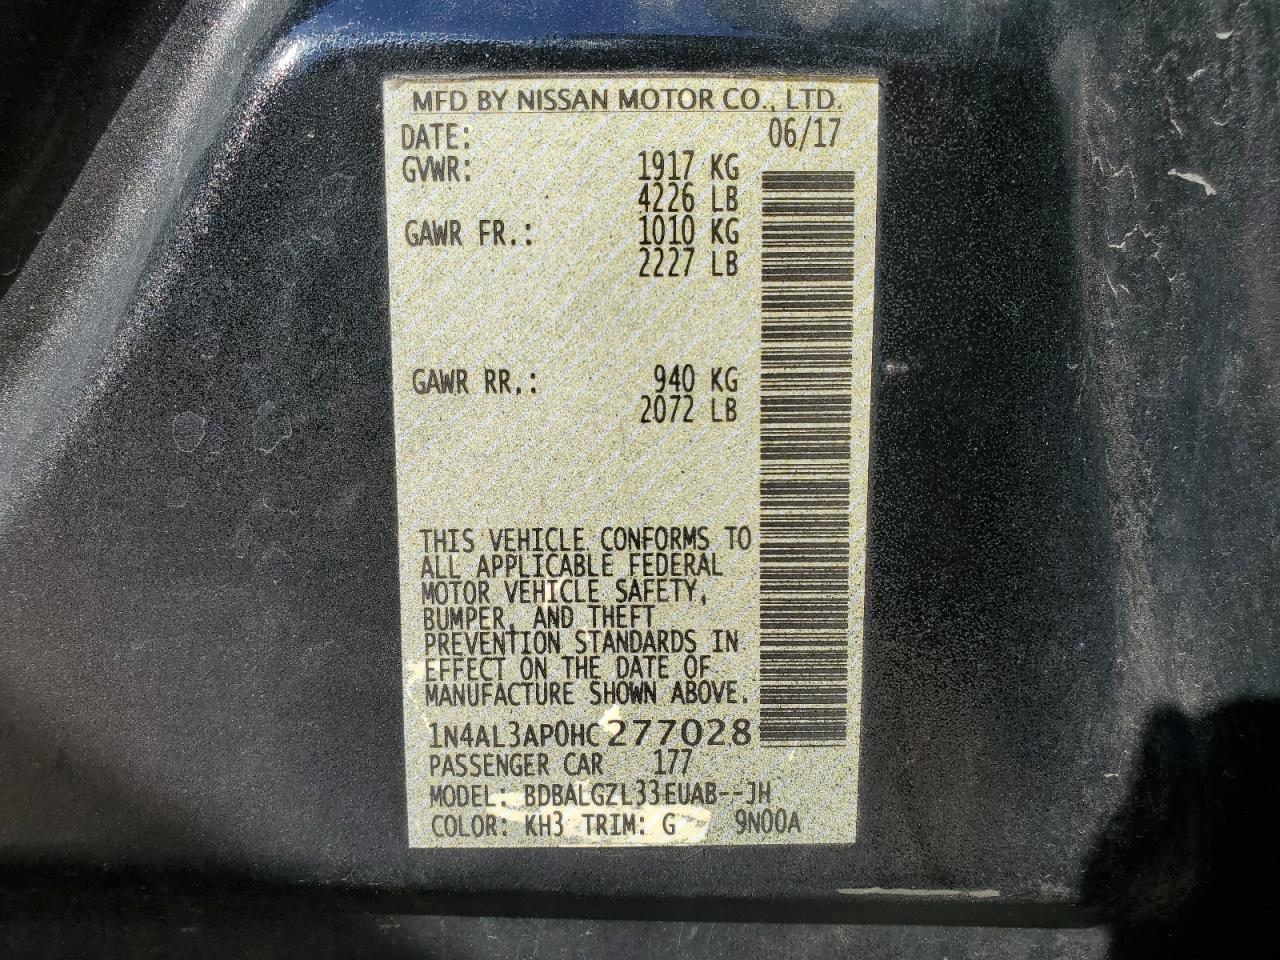 MFD BY NISSAN MOTOR CO., LTD.
DATE: 06/17
GVWR: 1917 KG
4226 LB
GAWR FR.: 1010 KG
2227 LB
GAWR RR.: 940 KG
2072 LB
THIS VEHICLE CONFORMS TO
ALL APPLICABLE FEDERAL
MOTOR VEHICLE SAFETY,
BUMPER, AND THEFT
PREVENTION STANDARDS IN
EFFECT ON THE DATE OF
MANUFACTURE SHOWN ABOVE.
1N4AL3AP0HC277028
PASSENGER CAR 177
MODEL: BDBALGZL33EUAB--JH
COLOR: KH3 TRIM: G 9N00A